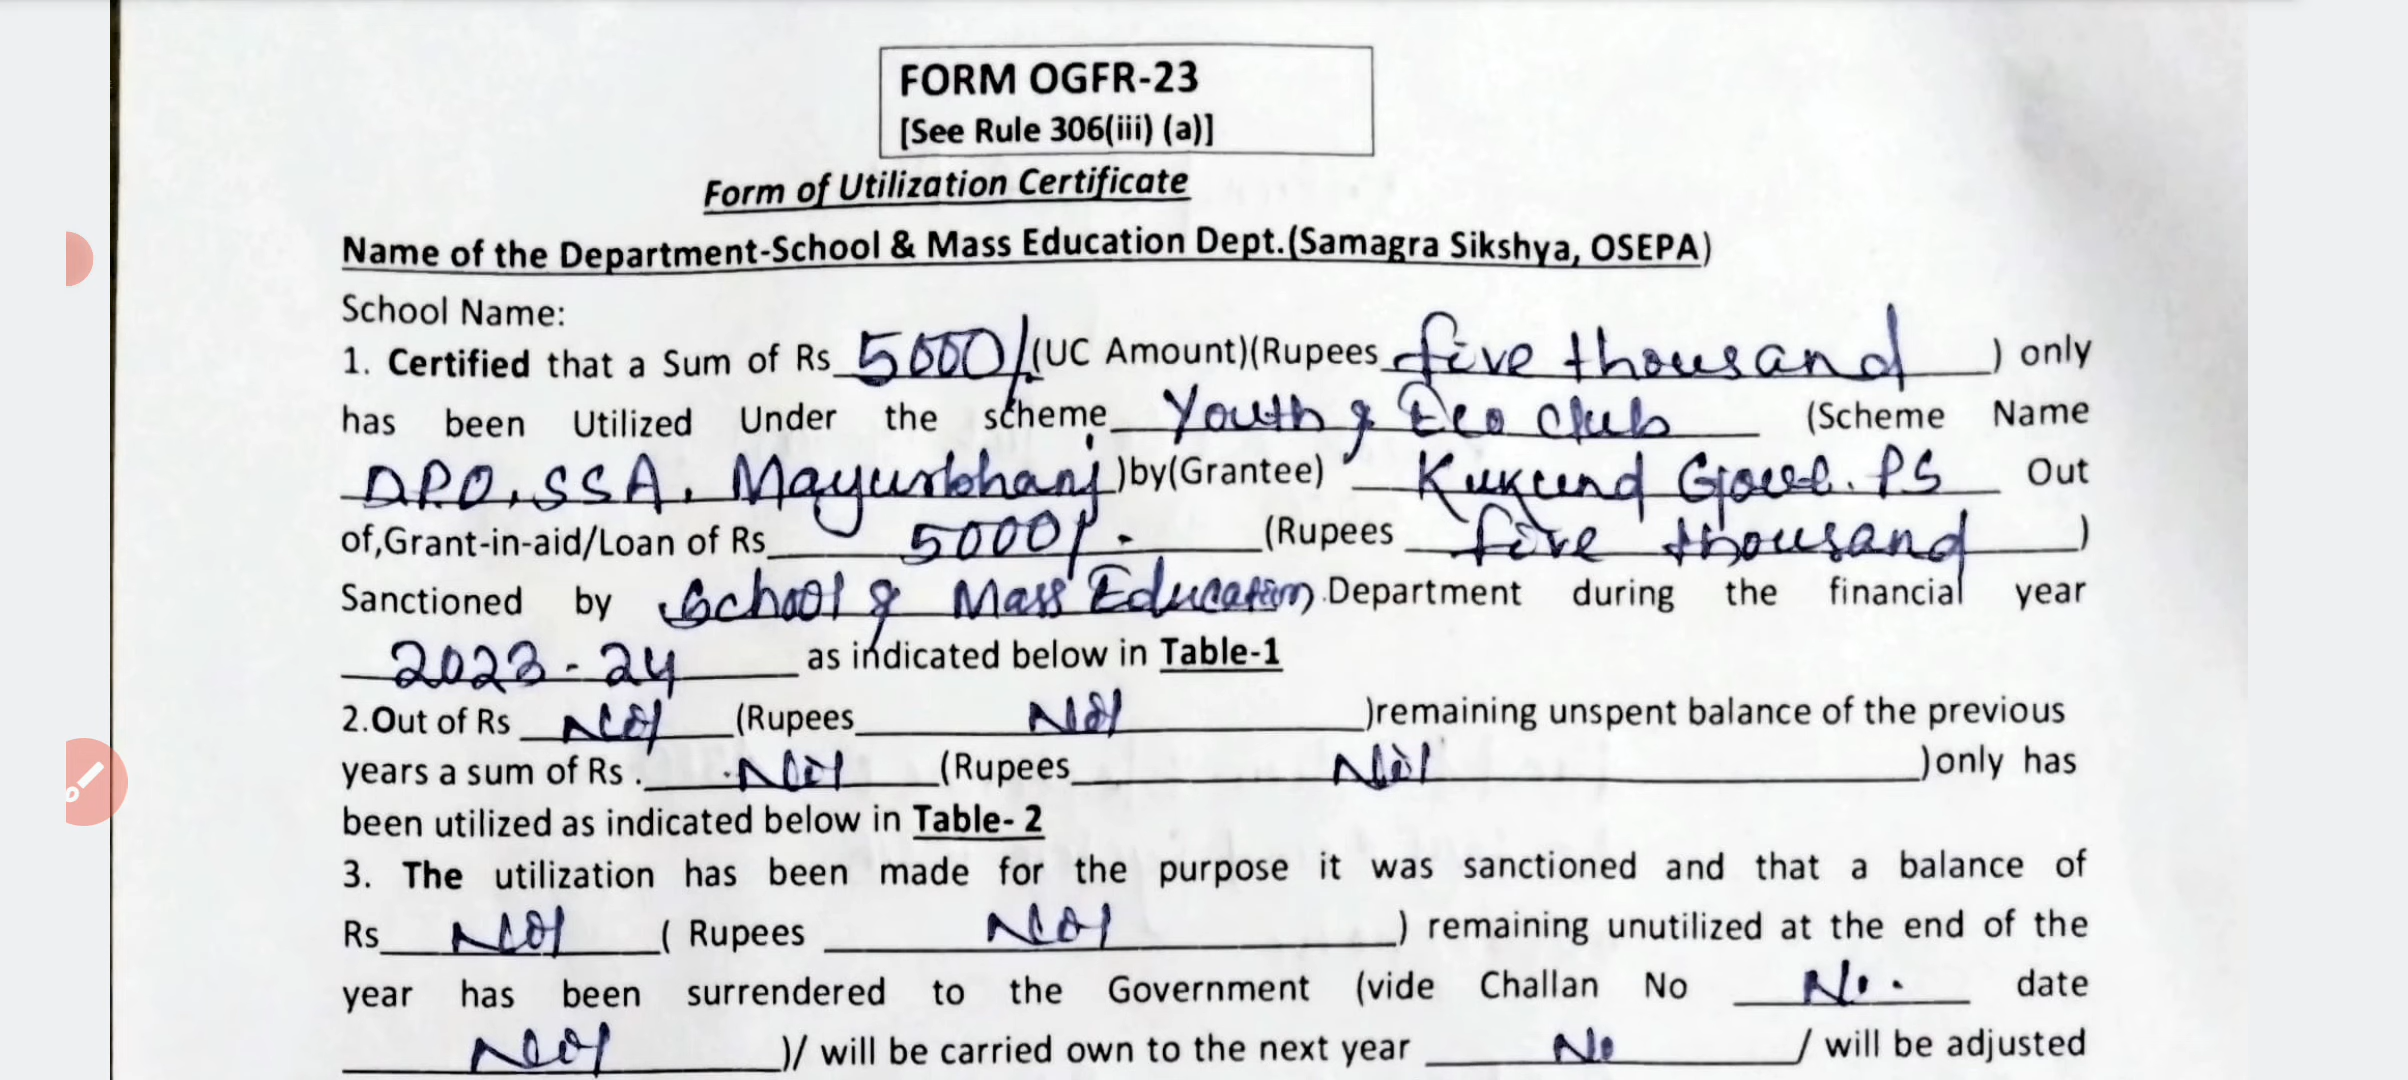 FORM OGFR-23
[See Rule 306(iii) (a)]
Form of Utilization Certificate
Name of the Department-School & Mass Education Dept.(Samagra Sikshya, OSEPA)
School Name:
1. Certified that a Sum of Rs 5000/- (UC Amount)(Rupees five thousand ) only
has been Utilized Under the scheme Youth & Eco club (Scheme Name
D.P.O, SSA, Mayurbhanj )by(Grantee) Kukund Govt. PS Out
of,Grant-in-aid/Loan of Rs 5000/- (Rupees five thousand )
Sanctioned by School & Mass Education Department during the financial year
2023-24 as indicated below in Table-1
2.Out of Rs Nil (Rupees Nil )remaining unspent balance of the previous
years a sum of Rs . Nil (Rupees Nil )only has
been utilized as indicated below in Table- 2
3. The utilization has been made for the purpose it was sanctioned and that a balance of
Rs Nil ( Rupees Nil ) remaining unutilized at the end of the
year has been surrendered to the Government (vide Challan No No. date
Nil )/ will be carried own to the next year No / will be adjusted